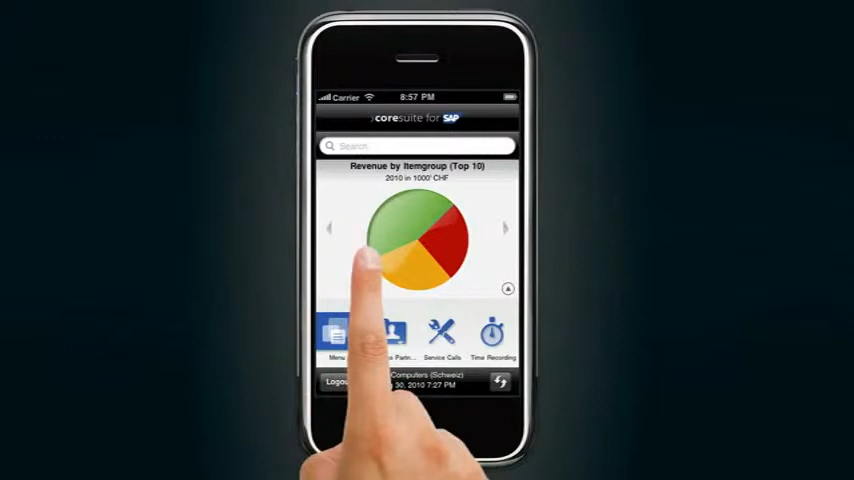 Carrier 8:57 PM
coresuite for SAP
Search
Revenue by Itemgroup (Top 10)
2010 in 1000' CHF
Menu Partn... Service Calls Time Recording
Computers (Schweiz)
30, 2010 7:27 PM